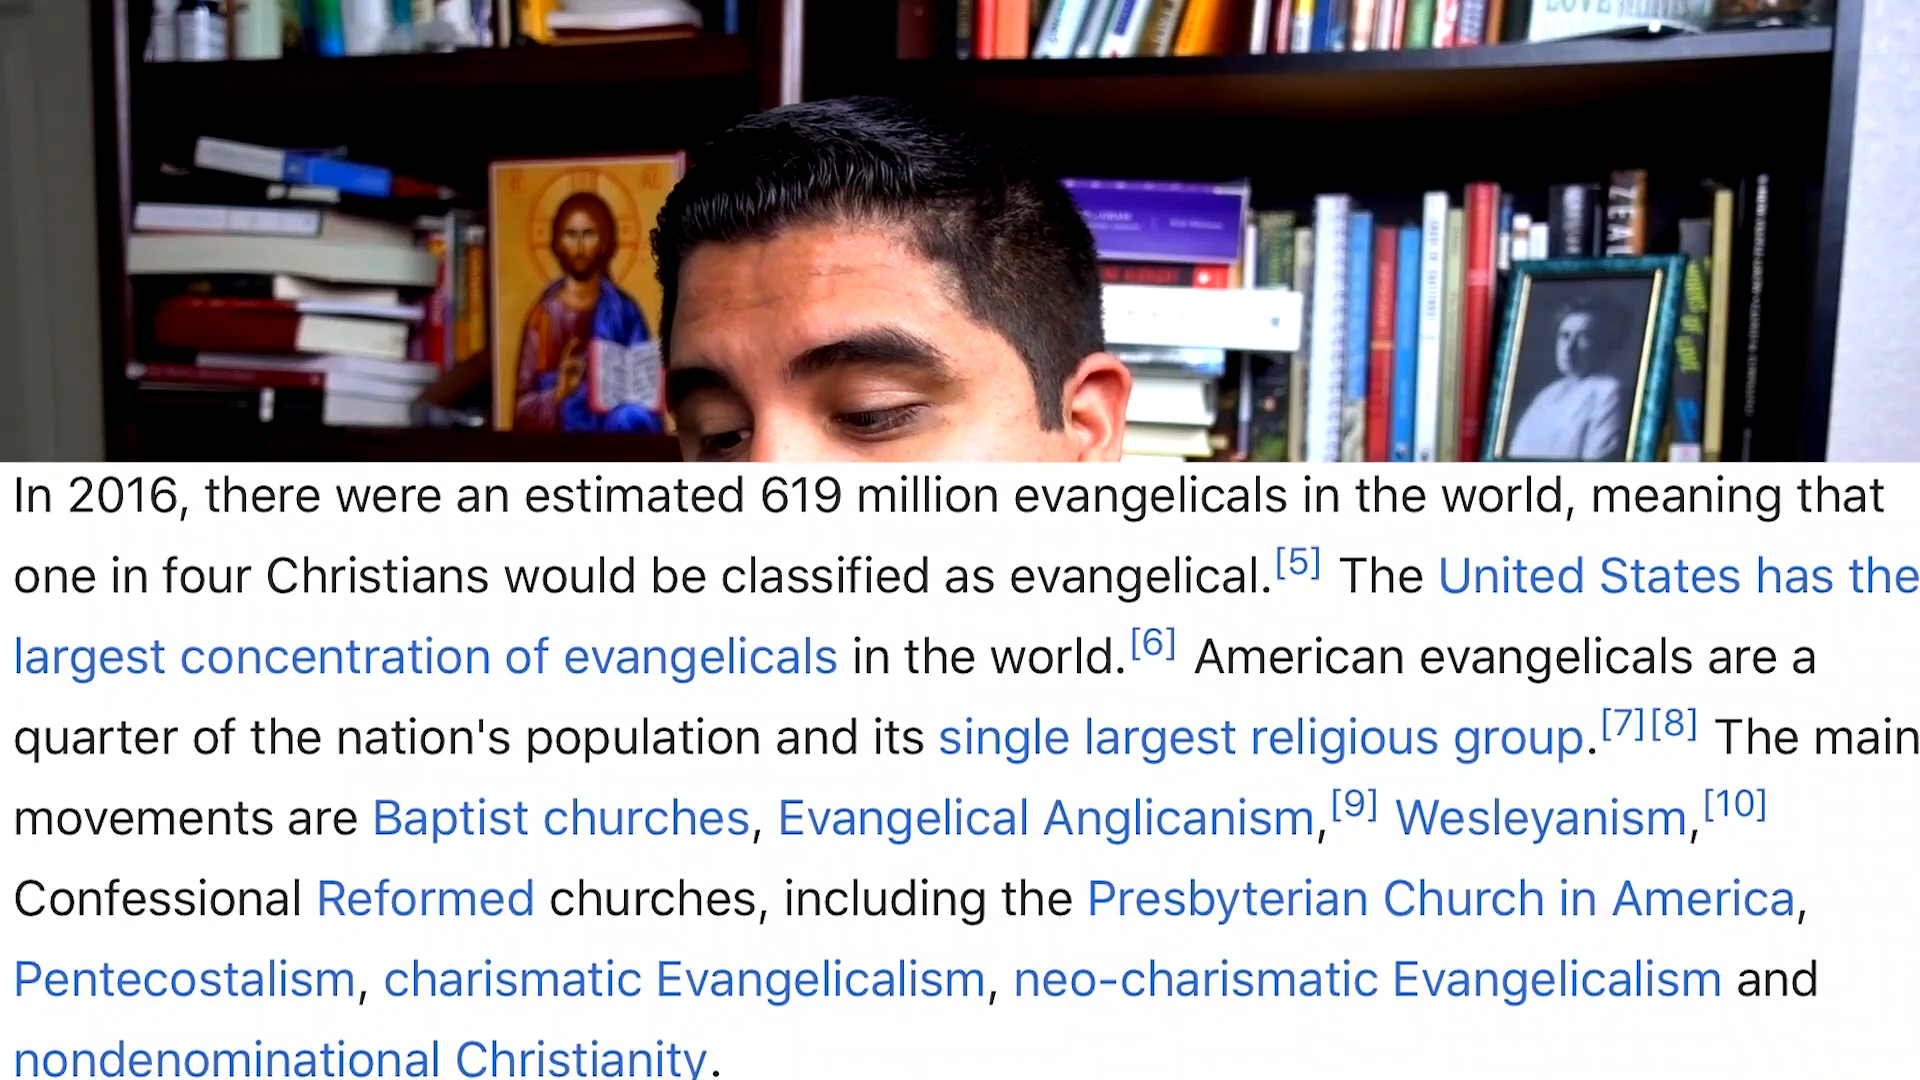 LOVE
ZEAL
In 2016, there were an estimated 619 million evangelicals in the world, meaning that
one in four Christians would be classified as evangelical.[5] The United States has the
largest concentration of evangelicals in the world.[6] American evangelicals are a
quarter of the nation's population and its single largest religious group.[7][8] The main
movements are Baptist churches, Evangelical Anglicanism,[9] Wesleyanism,[10]
Confessional Reformed churches, including the Presbyterian Church in America,
Pentecostalism, charismatic Evangelicalism, neo-charismatic Evangelicalism and
nondenominational Christianity.